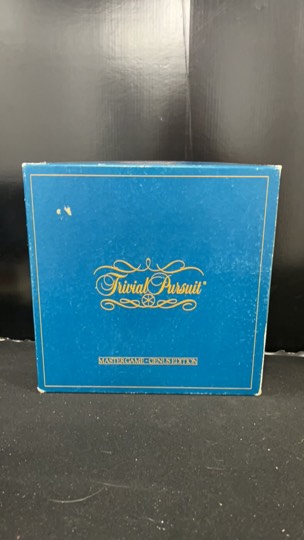 Trivial Pursuit®
MASTER GAME - GENUS EDITION